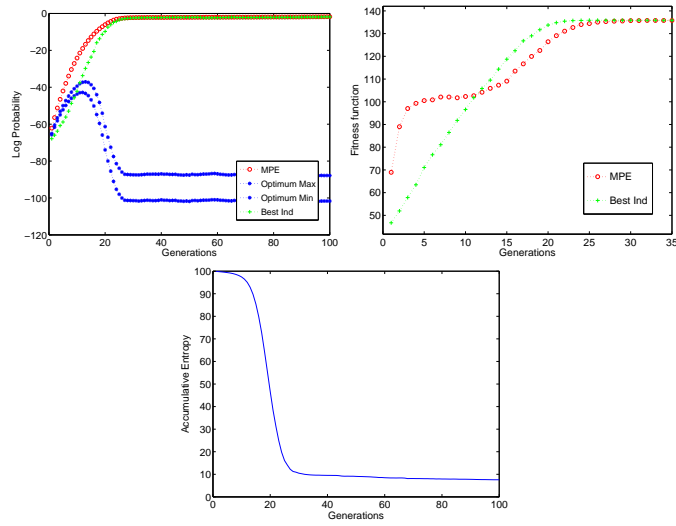 0
−20
−40
−60
−80
−100
−120
0 20 40 60 80 100
Log Probability
Generations
MPE
Optimum Max
Optimum Min
Best Ind
140
130
120
110
100
90
80
70
60
50
0 5 10 15 20 25 30 35
Fitness function
Generations
MPE
Best Ind
100
90
80
70
60
50
40
30
20
10
0
0 20 40 60 80 100
Accumulative Entropy
Generations